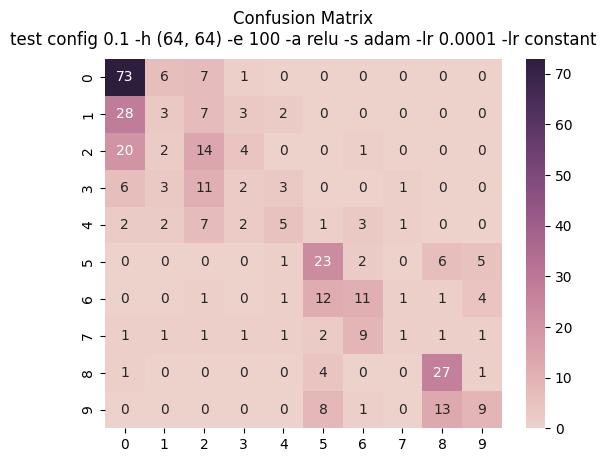 Confusion Matrix
test config 0.1 -h (64, 64) -e 100 -a relu -s adam -lr 0.0001 -lr constant
0 73 6 7 1 0 0 0 0 0 0
1 28 3 7 3 2 0 0 0 0 0
2 20 2 14 4 0 0 1 0 0 0
3 6 3 11 2 3 0 0 1 0 0
4 2 2 7 2 5 1 3 1 0 0
5 0 0 0 0 1 23 2 0 6 5
6 0 0 1 0 1 12 11 1 1 4
7 1 1 1 1 1 2 9 1 1 1
8 1 0 0 0 0 4 0 0 27 1
9 0 0 0 0 0 8 1 0 13 9
0 1 2 3 4 5 6 7 8 9
70
60
50
40
30
20
10
0